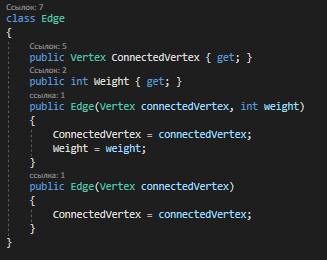 Ссылок: 7
class Edge
{
Ссылок: 5
public Vertex ConnectedVertex { get; }
Ссылок: 2
public int Weight { get; }
ссылка: 1
public Edge(Vertex connectedVertex, int weight)
{
ConnectedVertex = connectedVertex;
Weight = weight;
}
ссылка: 1
public Edge(Vertex connectedVertex)
{
ConnectedVertex = connectedVertex;
}
}